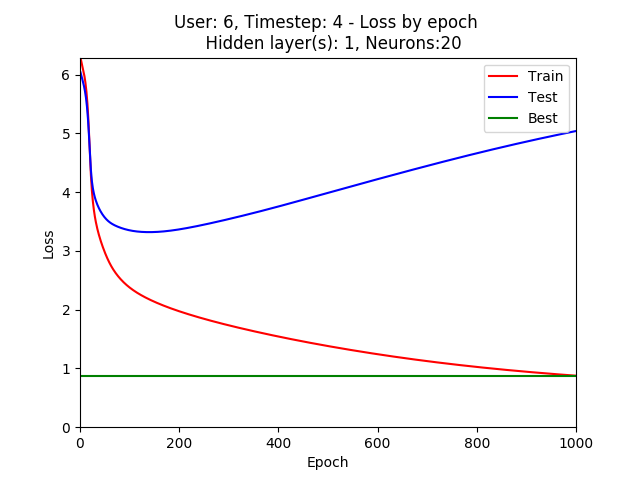 User: 6, Timestep: 4 - Loss by epoch
Hidden layer(s): 1, Neurons:20
Train
Test
Best
Loss
6
5
4
3
2
1
0
0 200 400 600 800 1000
Epoch